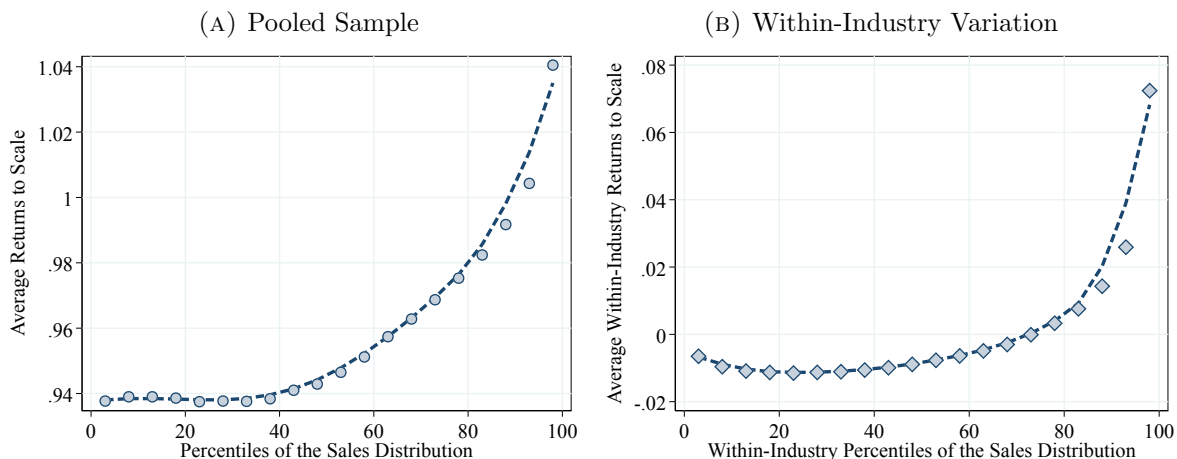 (A) Pooled Sample
1.04
1.02
1
.98
.96
.94
0 20 40 60 80 100
Average Returns to Scale
Percentiles of the Sales Distribution
(B) Within-Industry Variation
.08
.06
.04
.02
0
-.02
0 20 40 60 80 100
Average Within-Industry Returns to Scale
Within-Industry Percentiles of the Sales Distribution